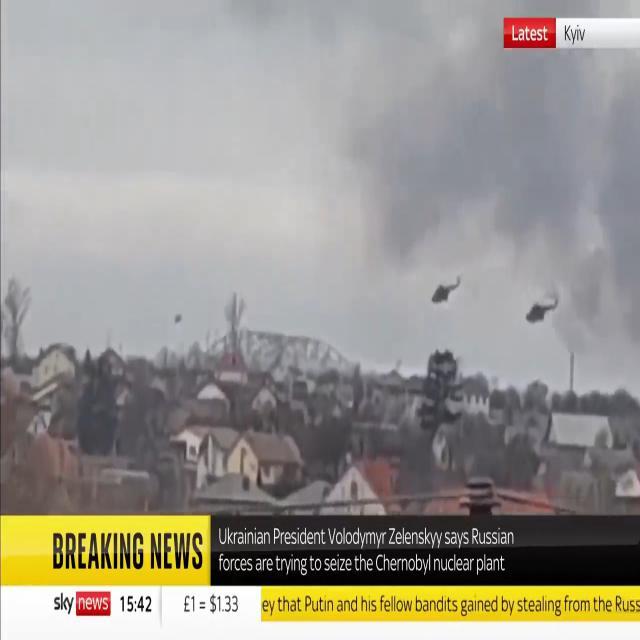 Latest Kyiv
BREAKING NEWS
Ukrainian President Volodymyr Zelenskyy says Russian
forces are trying to seize the Chernobyl nuclear plant
sky news 15:42 £1 = $1.33 ey that Putin and his fellow bandits gained by stealing from the Russ